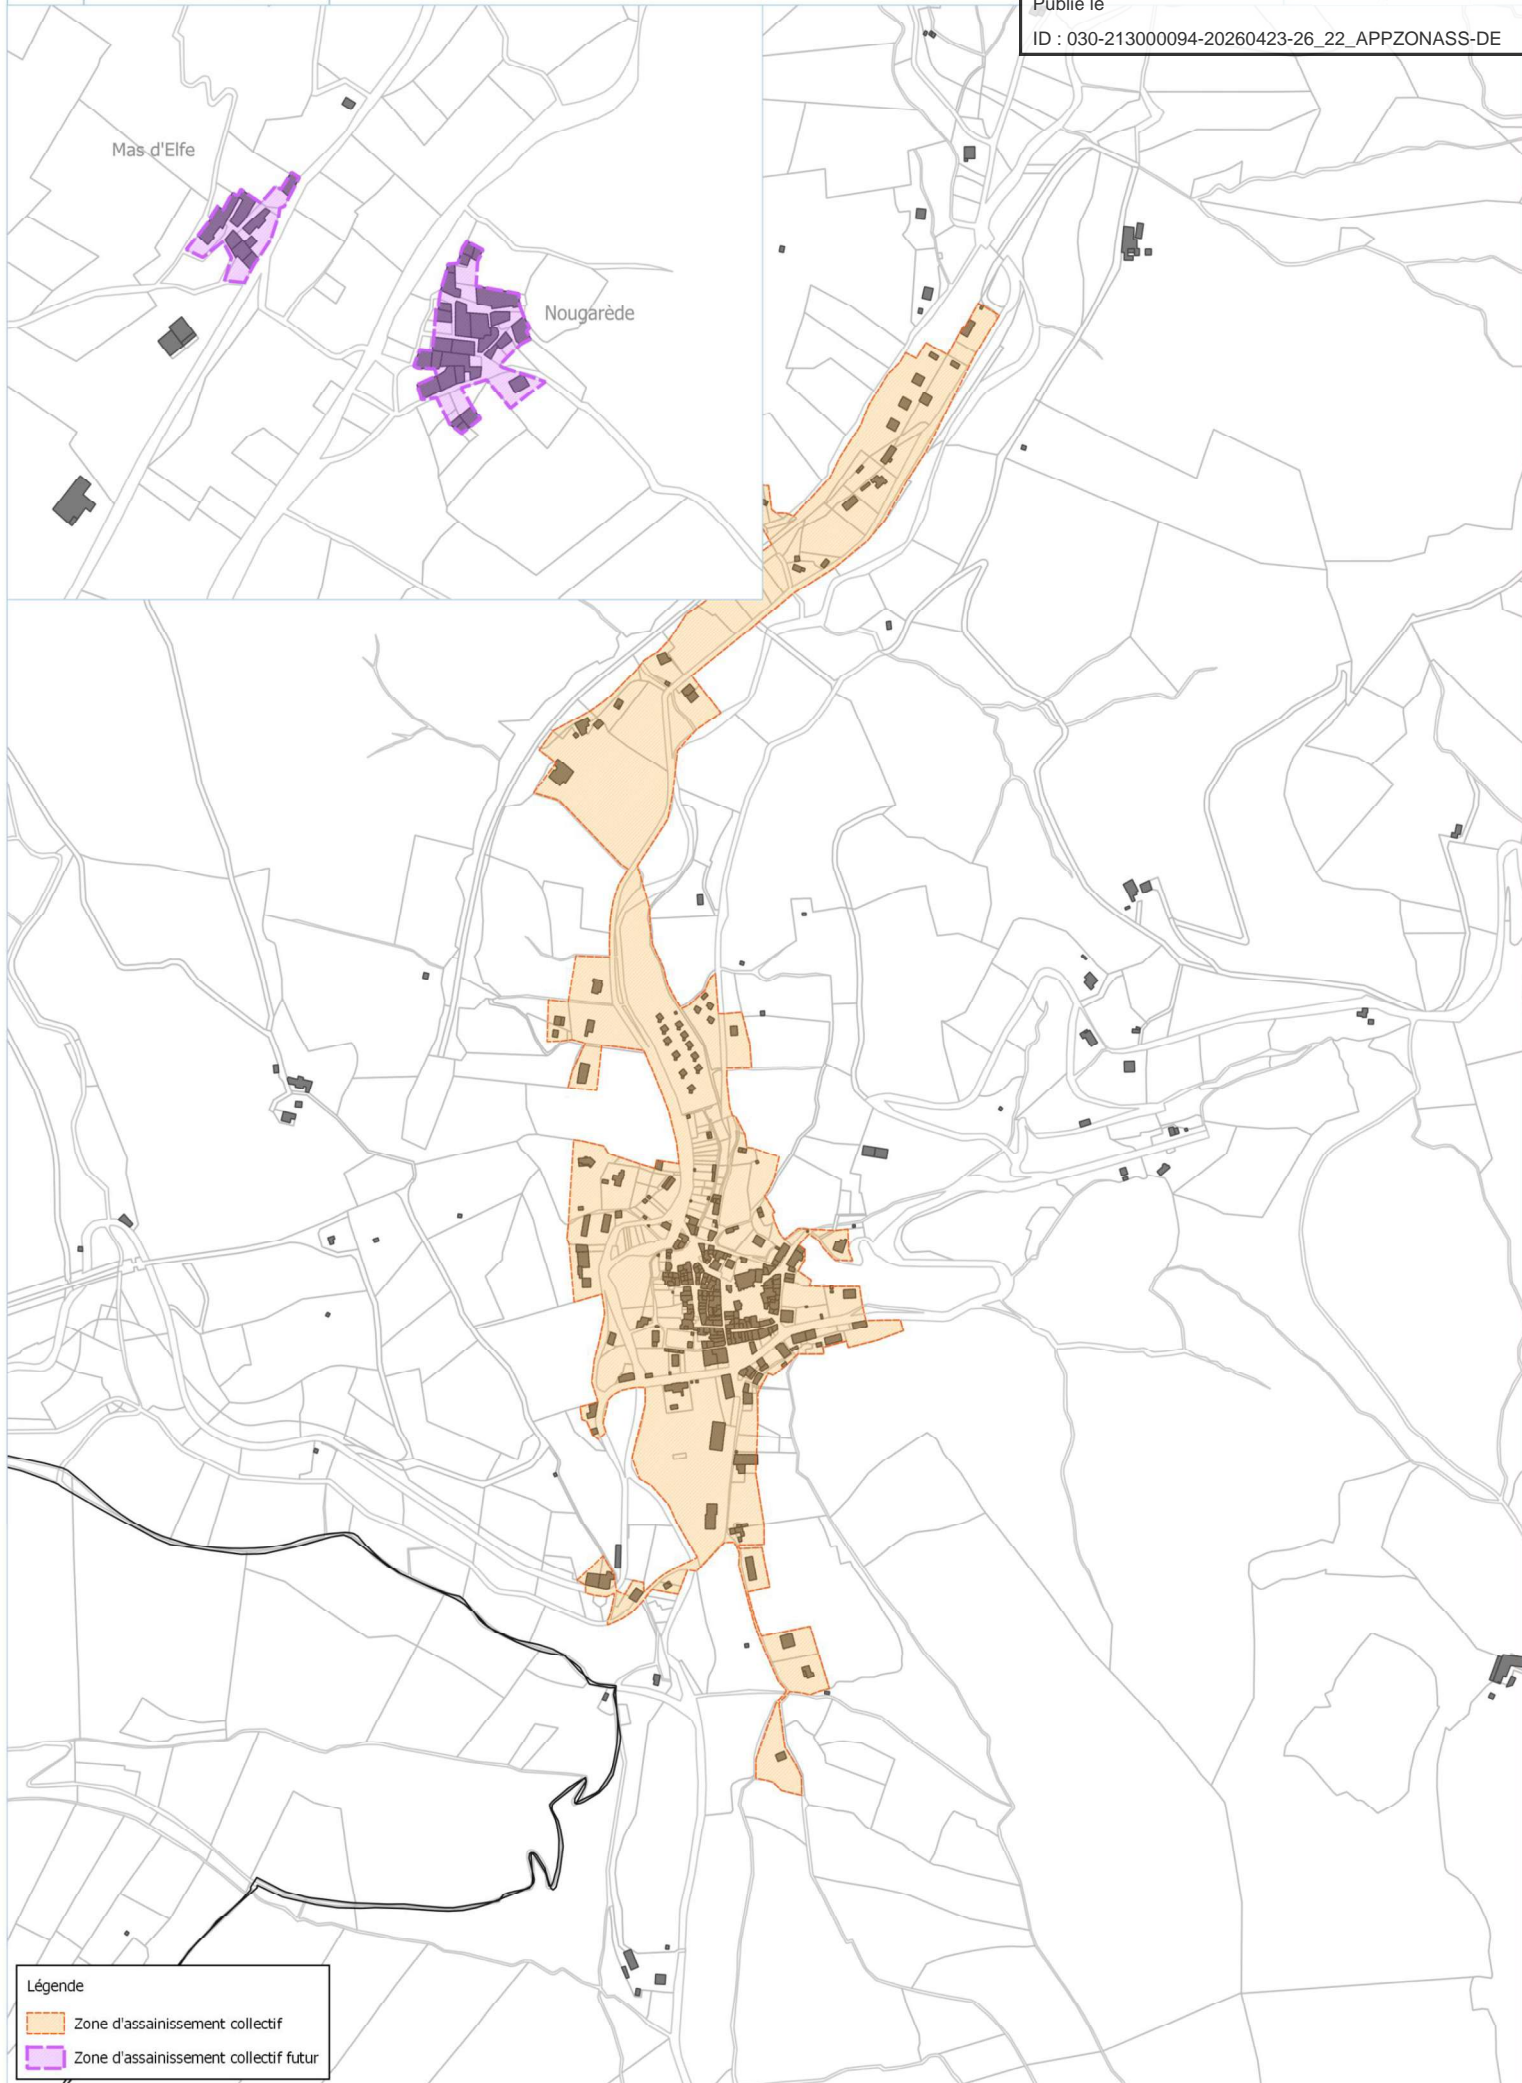 Publié le
ID : 030-213000094-20260423-26_22_APPZONASS-DE
Mas d'Elfe
Nougarède
Légende
Zone d'assainissement collectif
Zone d'assainissement collectif futur